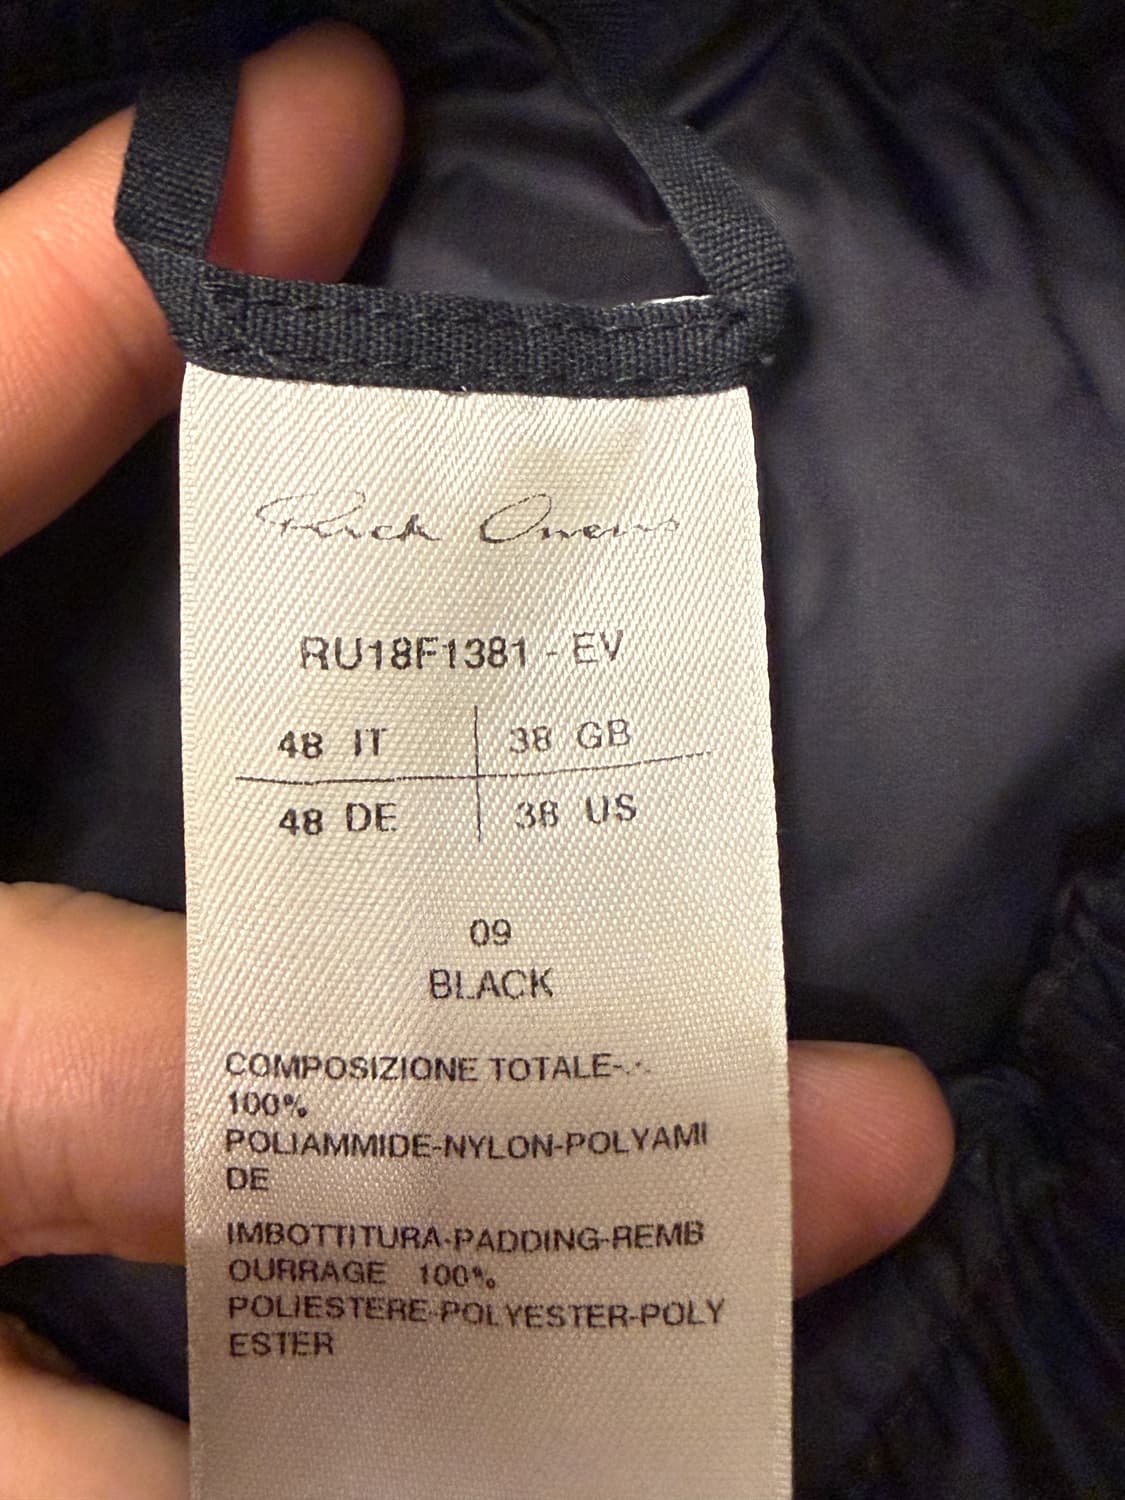 Rick Owens
RU18F1381 - EV
48 IT 38 GB
48 DE 38 US
09
BLACK
COMPOSIZIONE TOTALE-
100%
POLIAMMIDE-NYLON-POLYAMI
DE
IMBOTTITURA-PADDING-REMB
OURRAGE 100%
POLIESTERE-POLYESTER-POLY
ESTER